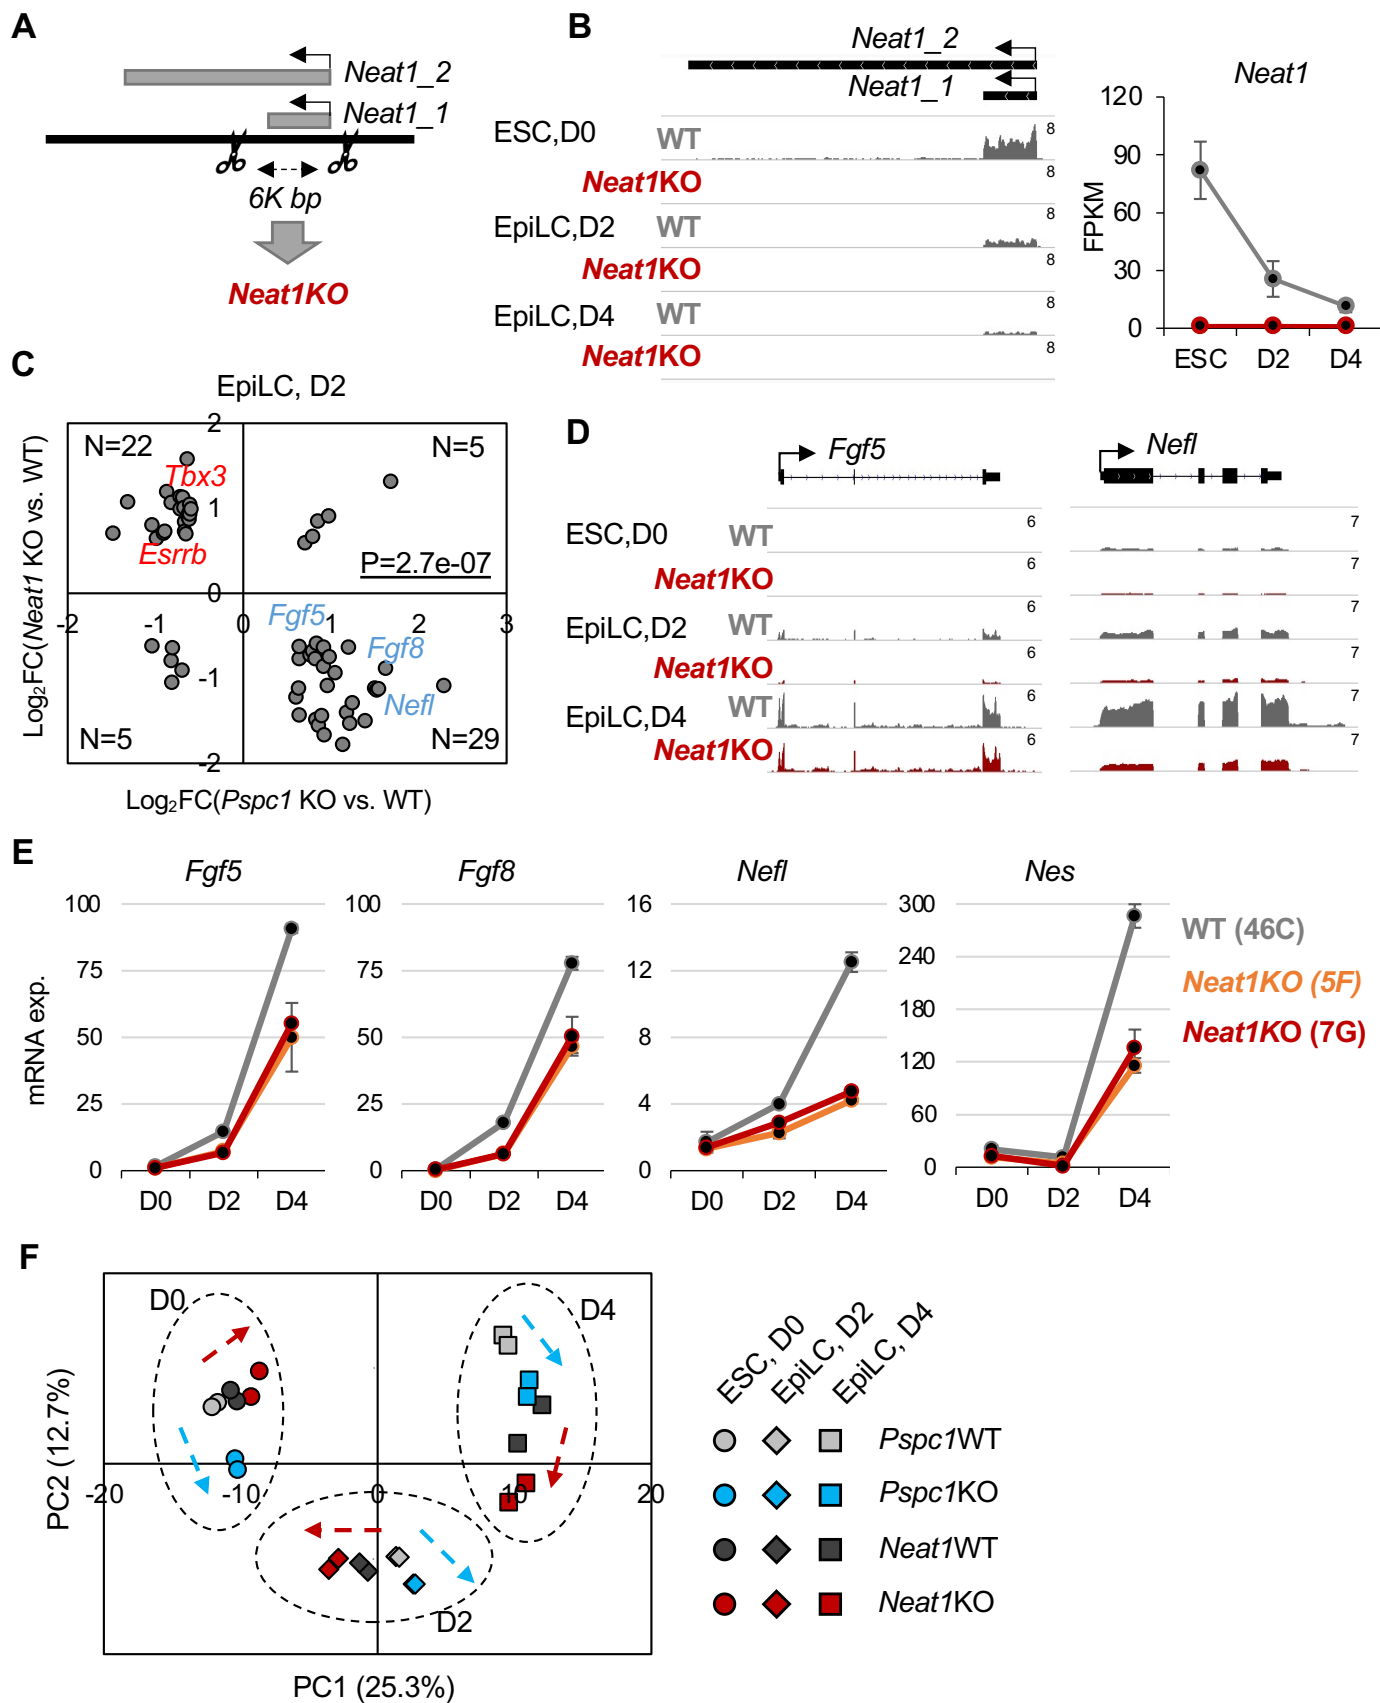 A
Neat1_2
Neat1_1
6K bp
Neat1KO
B
Neat1_2
Neat1_1
ESC,D0 WT 8
Neat1KO 8
EpiLC,D2 WT 8
Neat1KO 8
EpiLC,D4 WT 8
Neat1KO 8
Neat1
FPKM
120
90
60
30
0
ESC D2 D4
C
EpiLC, D2
Log2FC(Neat1 KO vs. WT)
2
N=22 N=5
Tbx3
1
Esrrb
P=2.7e-07
0
-2 -1 0 1 2 3
Fgf5
Fgf8
-1
Nefl
N=5 N=29
-2
Log2FC(Pspc1 KO vs. WT)
D
Fgf5 Nefl
ESC,D0 WT 6 7
Neat1KO 6 7
EpiLC,D2 WT 6 7
Neat1KO 6 7
EpiLC,D4 WT 6 7
Neat1KO 6 7
E
mRNA exp.
Fgf5
100
75
50
25
0
D0 D2 D4
Fgf8
100
75
50
25
0
D0 D2 D4
Nefl
16
12
8
4
0
D0 D2 D4
Nes
300
240
180
120
60
0
D0 D2 D4
WT (46C)
Neat1KO (5F)
Neat1KO (7G)
F
PC2 (12.7%)
D0 D4
-20 -10 0 10 20
D2
PC1 (25.3%)
ESC, D0
EpiLC, D2
EpiLC, D4
Pspc1WT
Pspc1KO
Neat1WT
Neat1KO